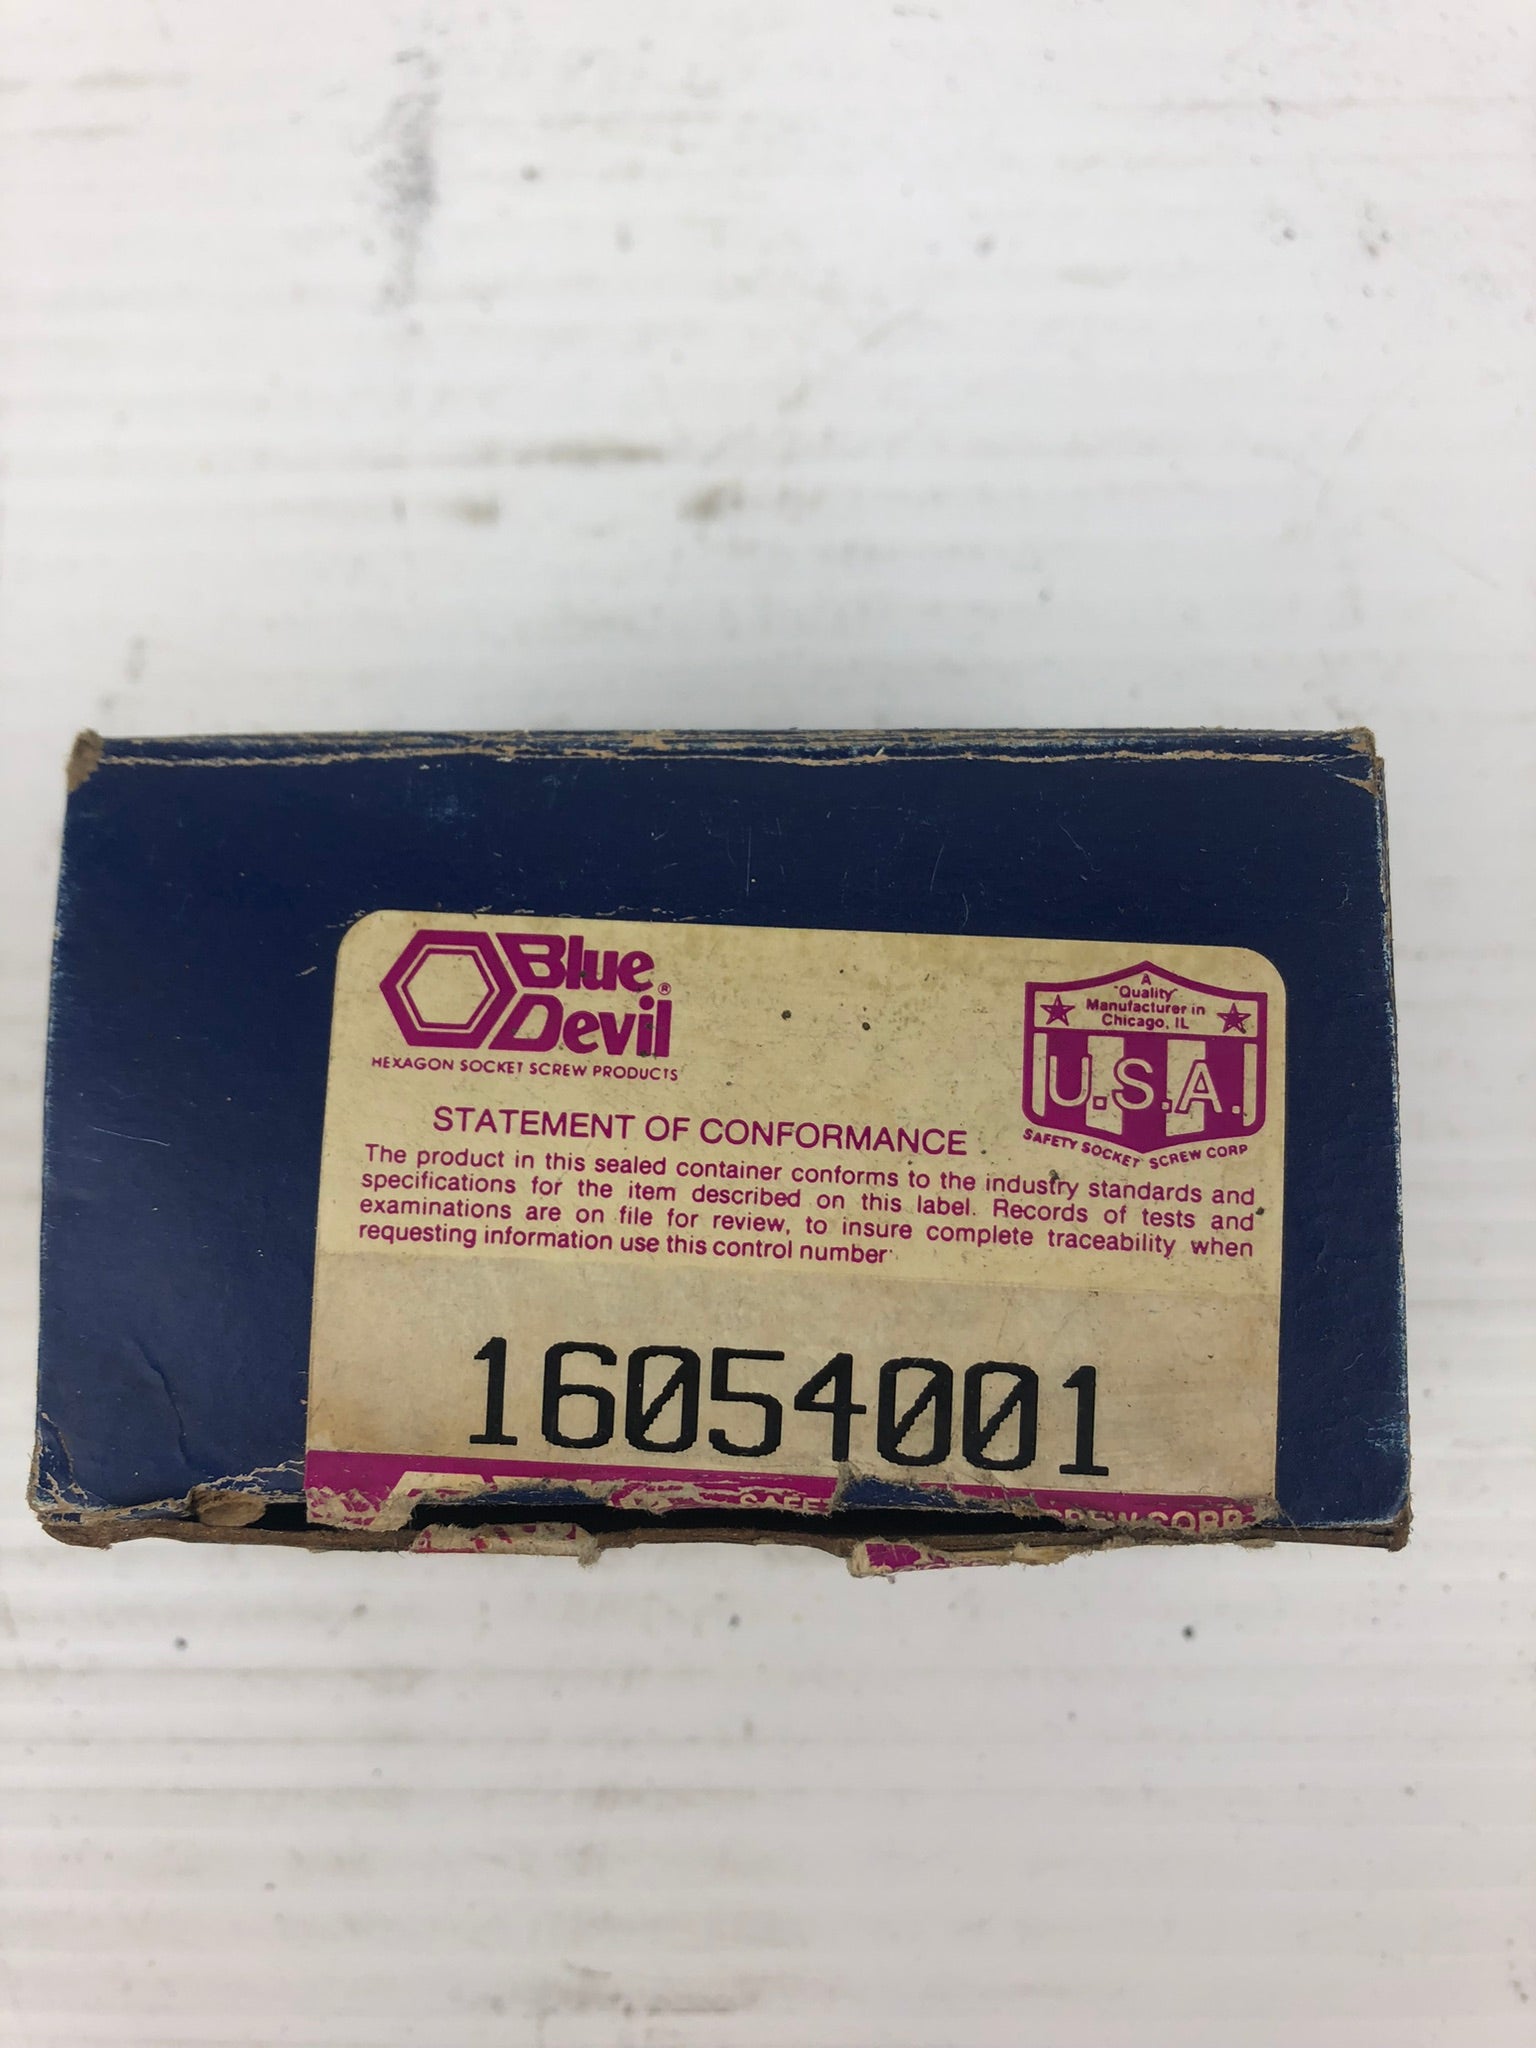 Blue
Devil®
HEXAGON SOCKET SCREW PRODUCTS
A
"Quality"
Manufacturer in
Chicago, IL
U.S.A.
SAFETY SOCKET SCREW CORP
STATEMENT OF CONFORMANCE
The product in this sealed container conforms to the industry standards and
specifications for the item described on this label. Records of tests and
examinations are on file for review, to insure complete traceability when
requesting information use this control number
16054001
CORP